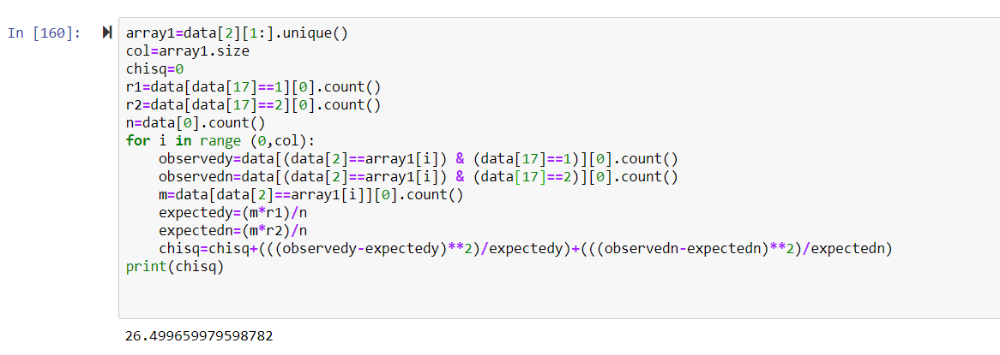 In [160]:
array1=data[2][1:].unique()
col=array1.size
chisq=0
r1=data[data[17]==1][0].count()
r2=data[data[17]==2][0].count()
n=data[0].count()
for i in range (0,col):
    observedy=data[(data[2]==array1[i]) & (data[17]==1)][0].count()
    observedn=data[(data[2]==array1[i]) & (data[17]==2)][0].count()
    m=data[data[2]==array1[i]][0].count()
    expectedy=(m*r1)/n
    expectedn=(m*r2)/n
    chisq=chisq+(((observedy-expectedy)**2)/expectedy)+(((observedn-expectedn)**2)/expectedn)
print(chisq)
26.499659979598782